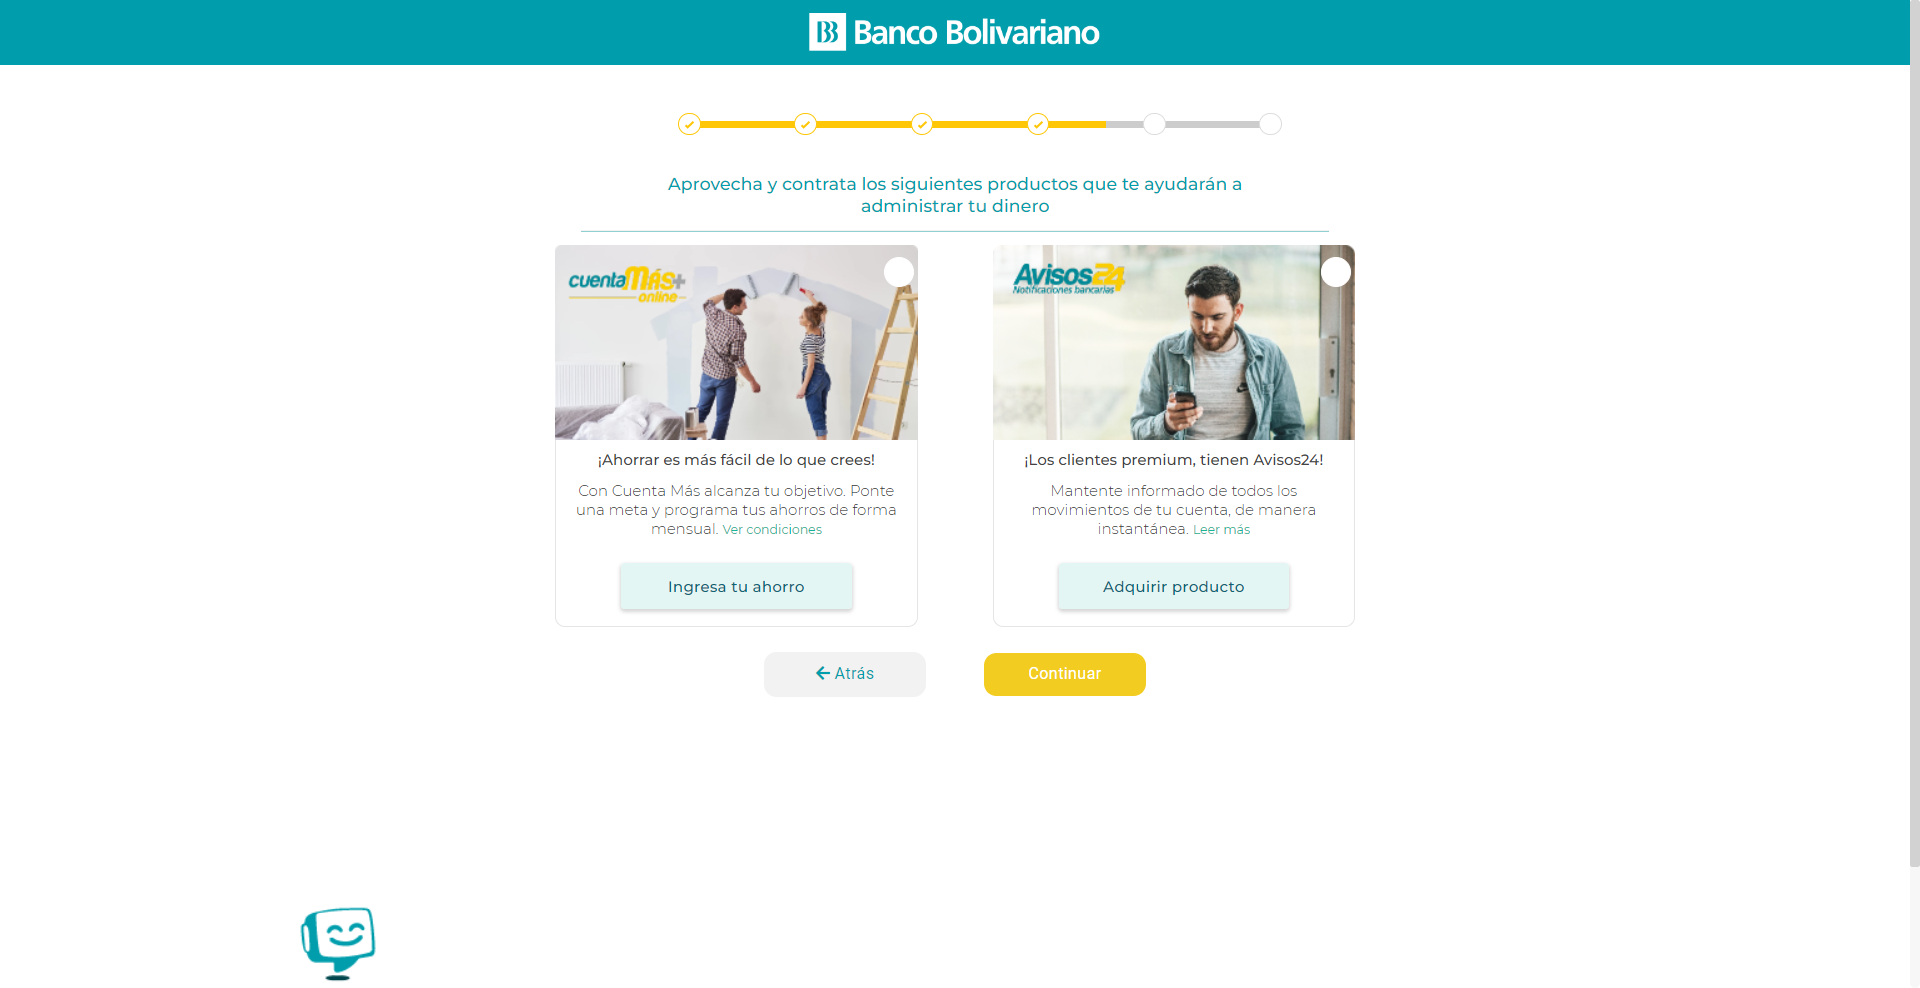 Banco Bolivariano
Aprovecha y contrata los siguientes productos que te ayudarán a
administrar tu dinero
cuentaMás+
online
¡Ahorrar es más fácil de lo que crees!
Con Cuenta Más alcanza tu objetivo. Ponte
una meta y programa tus ahorros de forma
mensual. Ver condiciones
Ingresa tu ahorro
Avisos24
Notificaciones bancarias
¡Los clientes premium, tienen Avisos24!
Mantente informado de todos los
movimientos de tu cuenta, de manera
instantánea. Leer más
Adquirir producto
Atrás
Continuar